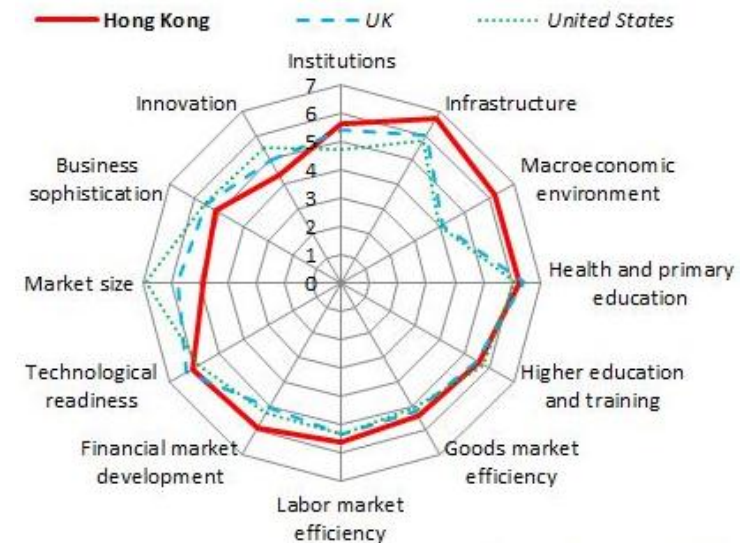 Hong Kong
UK
United States
Institutions
7
6
5
4
3
2
1
0
Infrastructure
Macroeconomic
environment
Health and primary
education
Higher education
and training
Goods market
efficiency
Labor market
efficiency
Financial market
development
Technological
readiness
Market size
Business
sophistication
Innovation